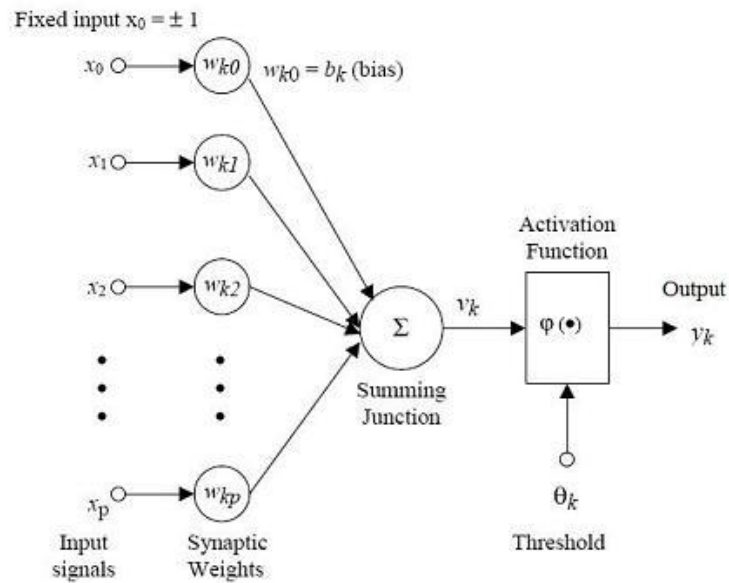 Fixed input x₀ = ± 1
x₀
wₖ₀
wₖ₀ = bₖ (bias)
x₁
wₖ₁
Activation
Function
x₂
wₖ₂
Σ
vₖ
φ (•)
Output
yₖ
Summing
Junction
xₚ
wₖₚ
θₖ
Input
signals
Synaptic
Weights
Threshold